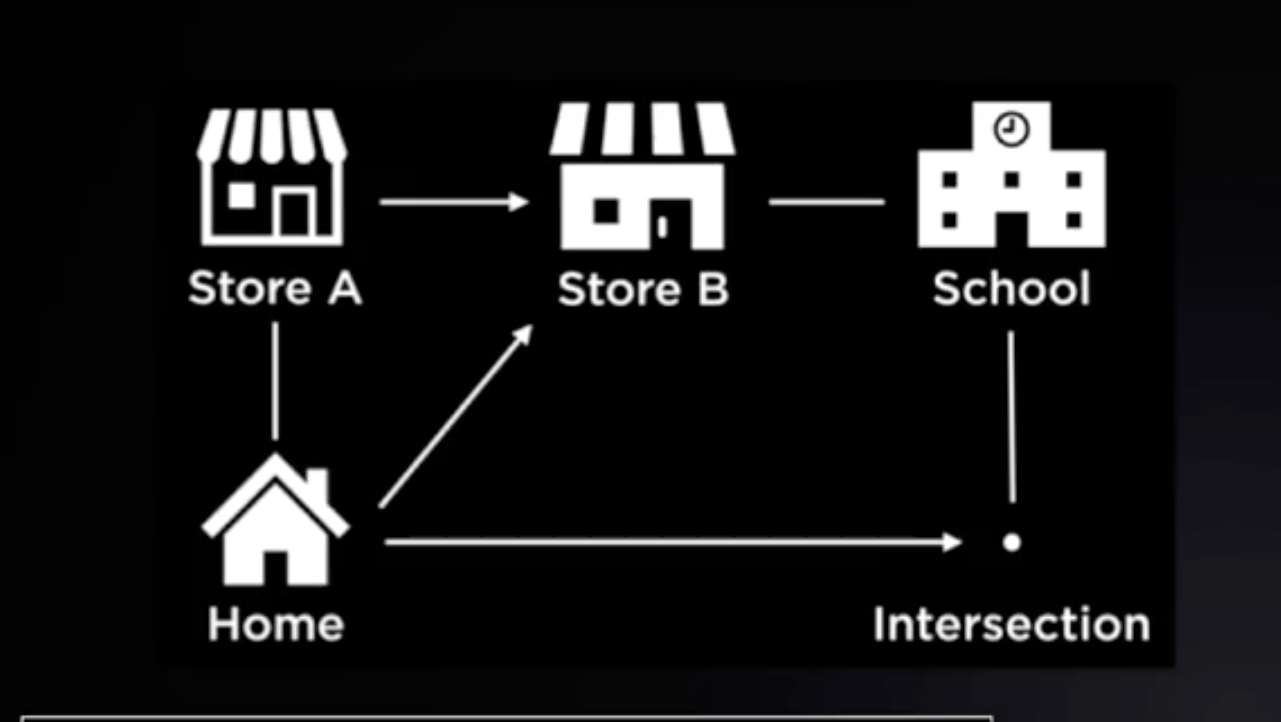 Store A
Store B
School
Home
Intersection